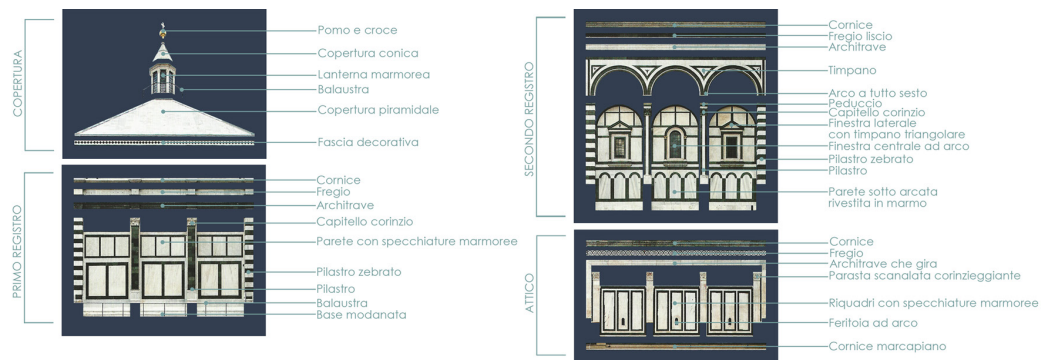 COPERTURA
Pomo e croce
Copertura conica
Lanterna marmorea
Balaustra
Copertura piramidale
Fascia decorativa
PRIMO REGISTRO
Cornice
Fregio
Architrave
Capitello corinzio
Parete con specchiature marmoree
Pilastro zebrato
Pilastro
Balaustra
Base modanata
SECONDO REGISTRO
Cornice
Fregio liscio
Architrave
Timpano
Arco a tutto sesto
Peduccio
Capitello corinzio
Finestra laterale
con timpano triangolare
Finestra centrale ad arco
Pilastro zebrato
Pilastro
Parete sotto arcata
rivestita in marmo
ATTICO
Cornice
Fregio
Architrave che gira
Parasta scanalata corinzieggiante
Riquadri con specchiature marmoree
Feritoia ad arco
Cornice marcapiano